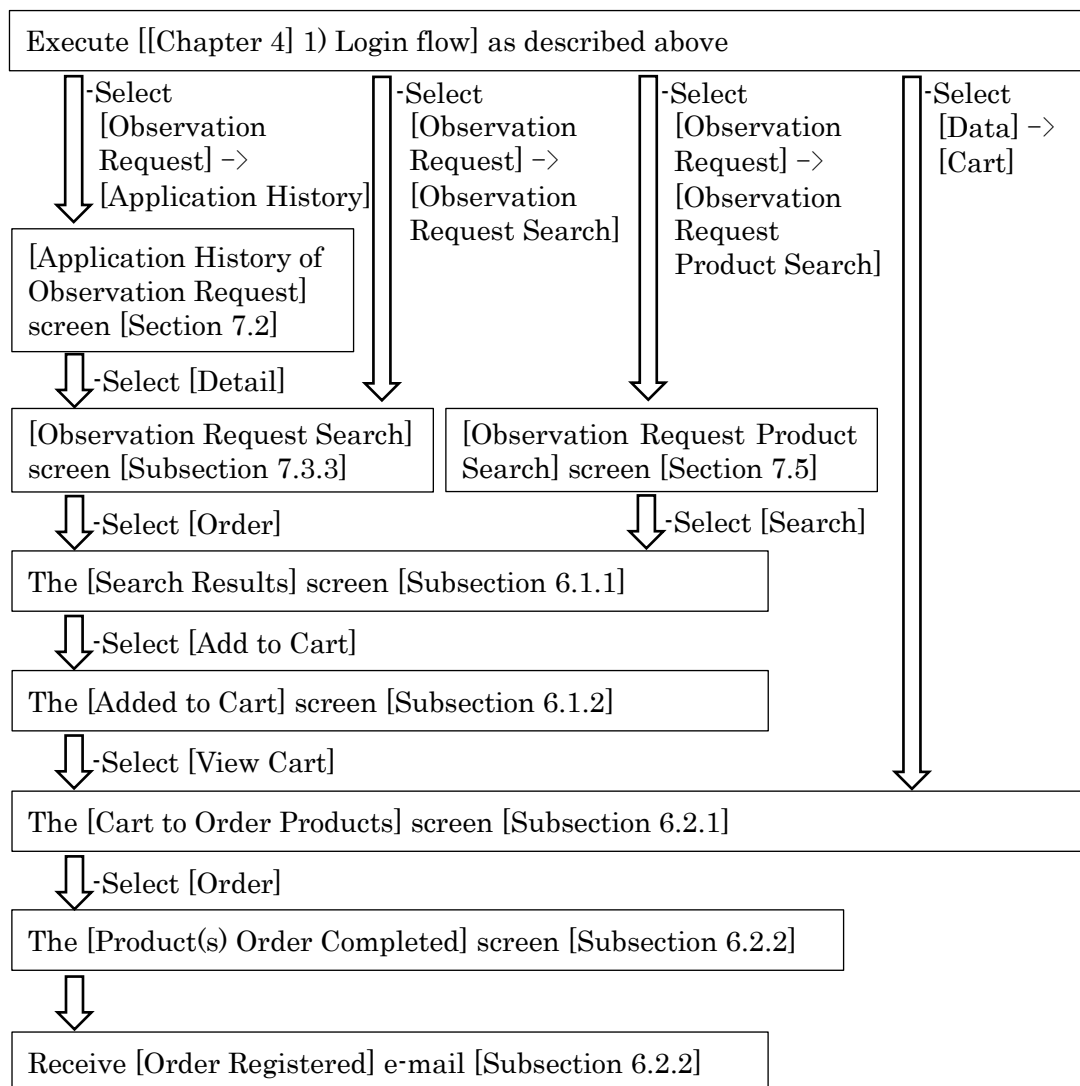 Execute [[Chapter 4] 1) Login flow] as described above
-Select
[Observation
Request] –>
[Application History]
-Select
[Observation
Request] –>
[Observation
Request Search]
-Select
[Observation
Request] –>
[Observation
Request
Product Search]
-Select
[Data] –>
[Cart]
[Application History of
Observation Request]
screen [Section 7.2]
-Select [Detail]
[Observation Request Search]
screen [Subsection 7.3.3]
[Observation Request Product
Search] screen [Section 7.5]
-Select [Order]
-Select [Search]
The [Search Results] screen [Subsection 6.1.1]
-Select [Add to Cart]
The [Added to Cart] screen [Subsection 6.1.2]
-Select [View Cart]
The [Cart to Order Products] screen [Subsection 6.2.1]
-Select [Order]
The [Product(s) Order Completed] screen [Subsection 6.2.2]
Receive [Order Registered] e-mail [Subsection 6.2.2]